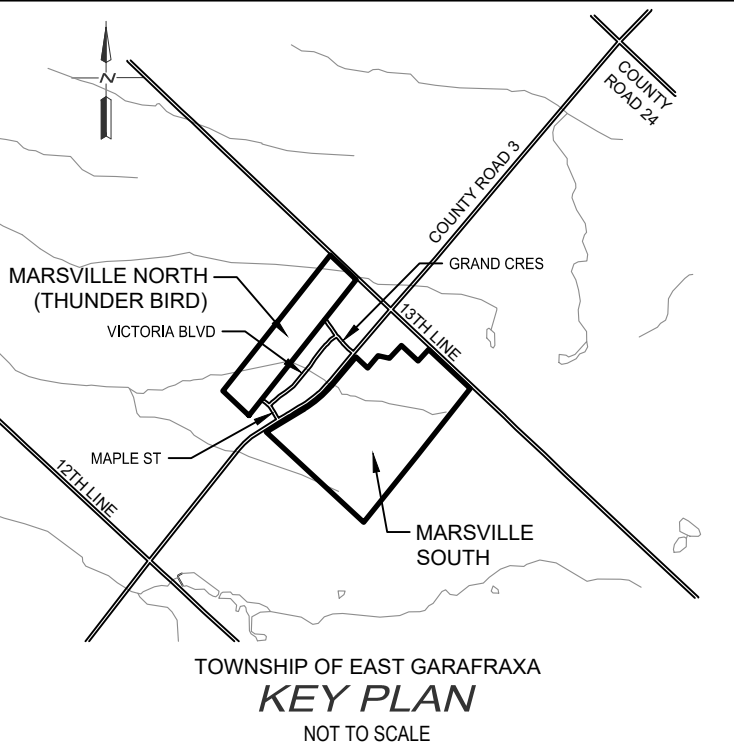 N
COUNTY
ROAD 24
COUNTY ROAD 3
GRAND CRES
MARSVILLE NORTH
(THUNDER BIRD)
13TH LINE
VICTORIA BLVD
MAPLE ST
12TH LINE
MARSVILLE
SOUTH
TOWNSHIP OF EAST GARAFRAXA
KEY PLAN
NOT TO SCALE